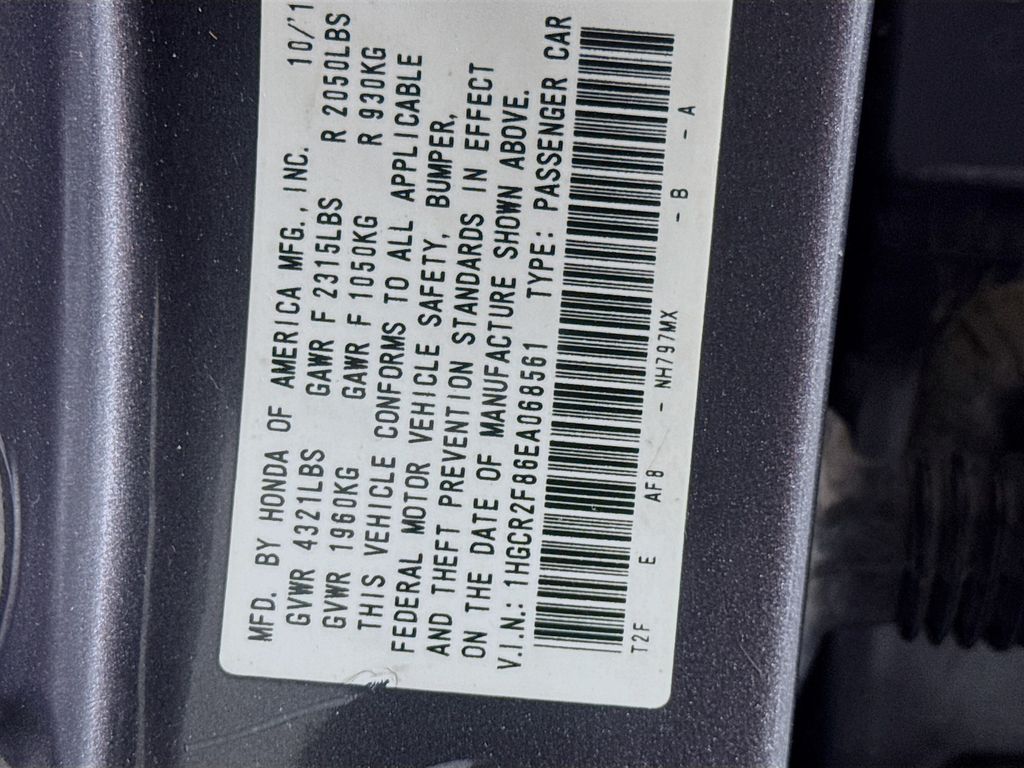 MFD. BY HONDA OF AMERICA MFG., INC. 10/'1
GVWR 4321LBS GAWR F 2315LBS R 2050LBS
GVWR 1960KG GAWR F 1050KG R 930KG
THIS VEHICLE CONFORMS TO ALL APPLICABLE
FEDERAL MOTOR VEHICLE SAFETY, BUMPER,
AND THEFT PREVENTION STANDARDS IN EFFECT
ON THE DATE OF MANUFACTURE SHOWN ABOVE.
V.I.N.: 1HGCR2F86EA068561 TYPE: PASSENGER CAR
T2F E AF8 - NH797MX - B - A